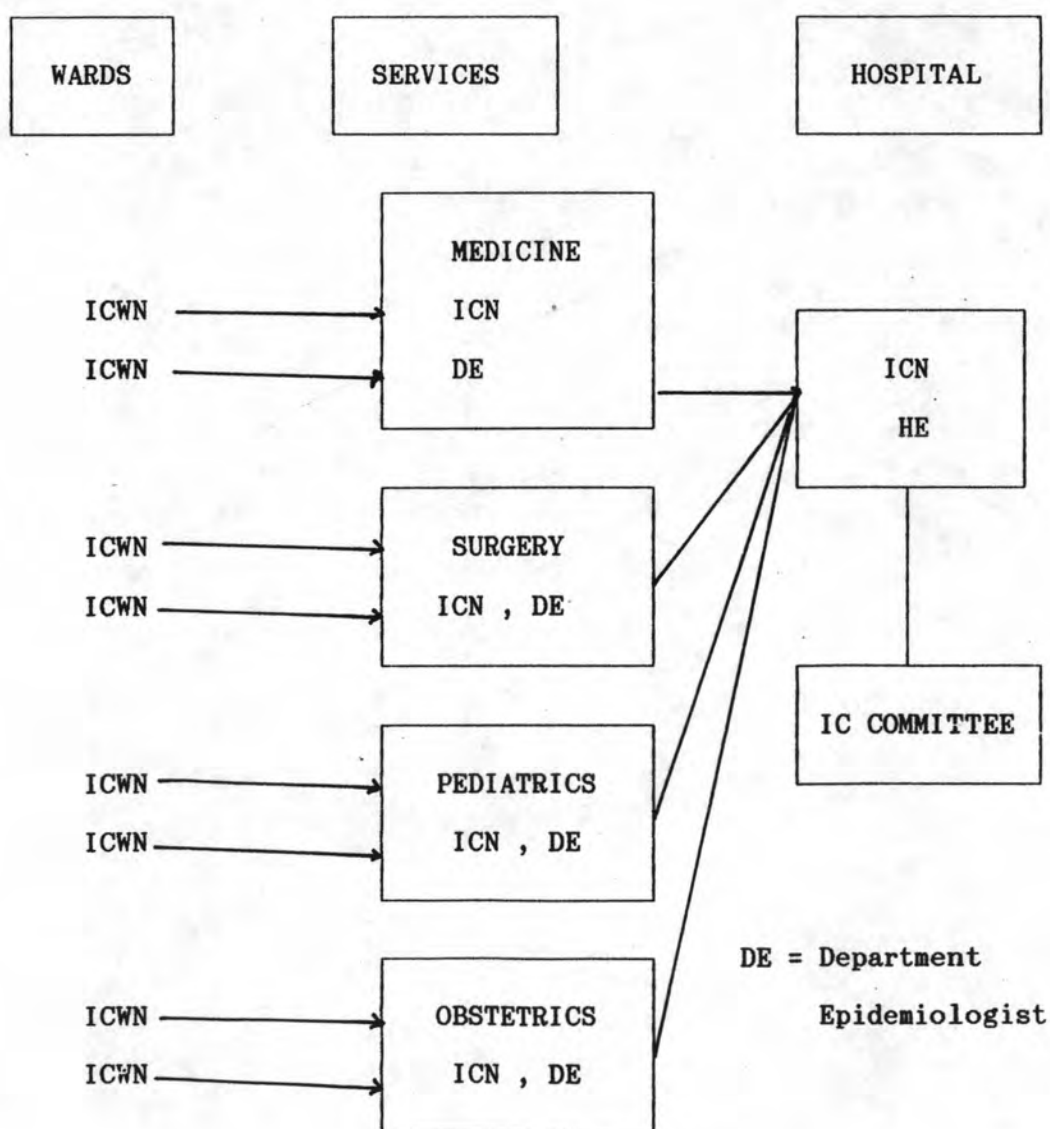 WARDS SERVICES HOSPITAL
MEDICINE
ICWN ICN
ICWN DE
ICN
HE
ICWN SURGERY
ICWN ICN , DE
IC COMMITTEE
ICWN PEDIATRICS
ICWN ICN , DE
DE = Department
Epidemiologist
ICWN OBSTETRICS
ICWN ICN , DE